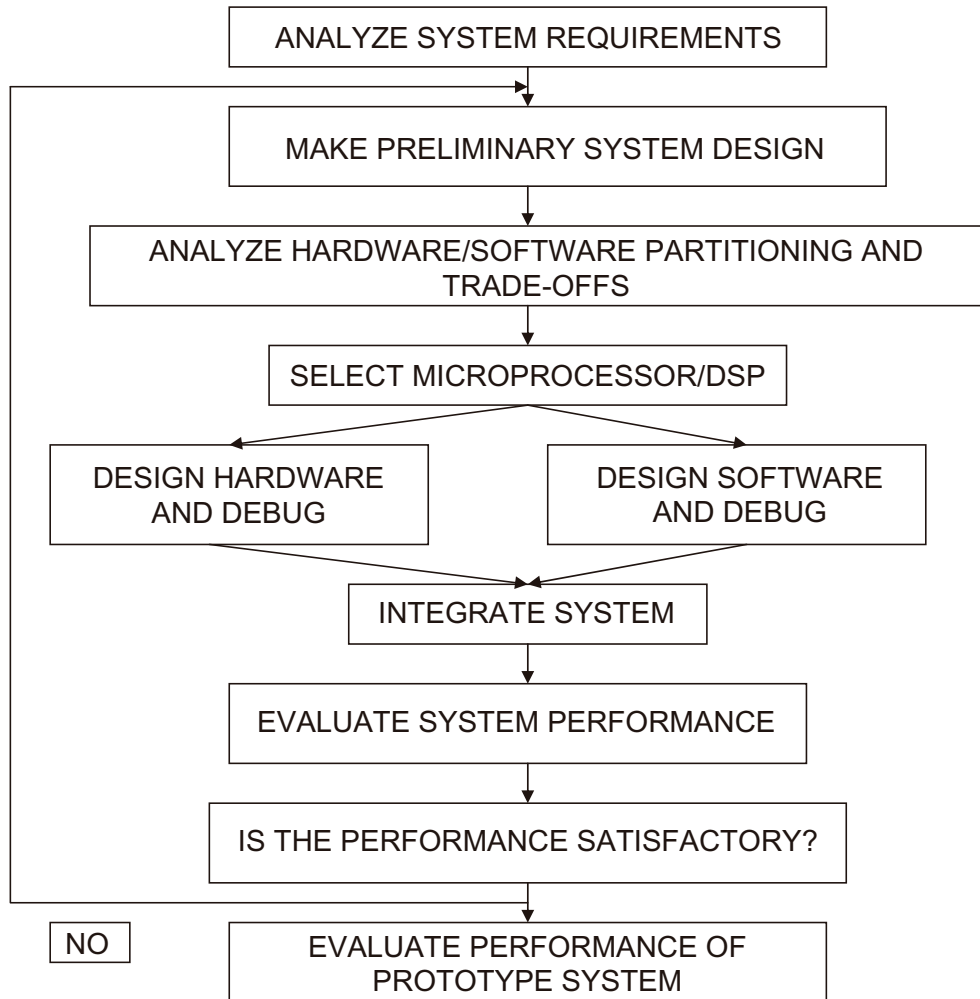 ANALYZE SYSTEM REQUIREMENTS
MAKE PRELIMINARY SYSTEM DESIGN
ANALYZE HARDWARE/SOFTWARE PARTITIONING AND
TRADE-OFFS
SELECT MICROPROCESSOR/DSP
DESIGN HARDWARE
AND DEBUG
DESIGN SOFTWARE
AND DEBUG
INTEGRATE SYSTEM
EVALUATE SYSTEM PERFORMANCE
IS THE PERFORMANCE SATISFACTORY?
NO
EVALUATE PERFORMANCE OF
PROTOTYPE SYSTEM